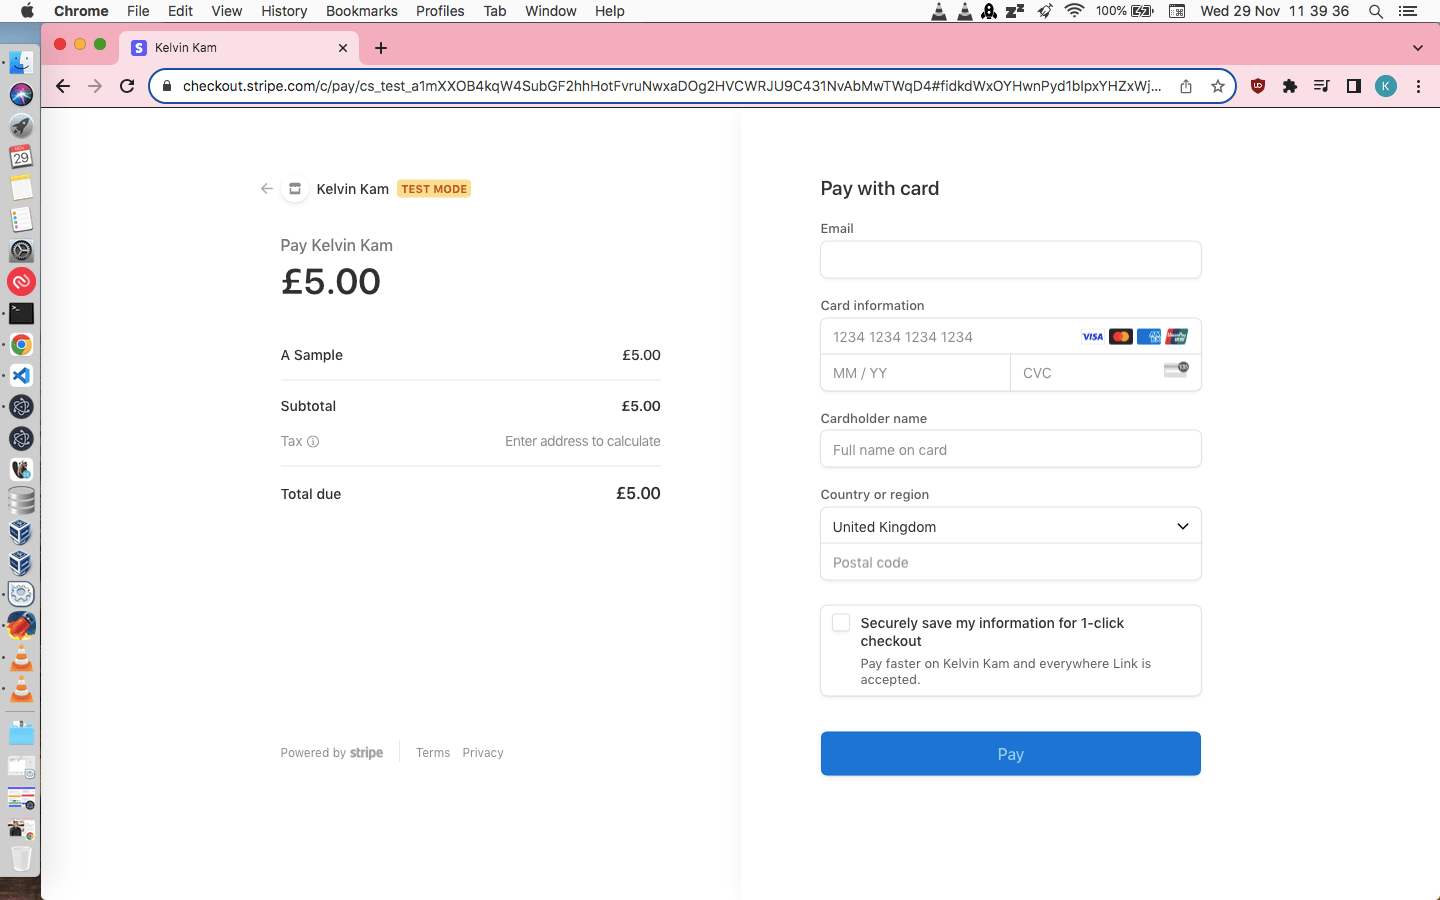 Chrome File Edit View History Bookmarks Profiles Tab Window Help 100% Wed 29 Nov 11 39 36
Kelvin Kam
checkout.stripe.com/c/pay/cs_test_a1mXXOB4kqW4SubGF2hhHotFvruNwxaDOg2HVCWRJU9C431NvAbMwTWqD4#fidkdWxOYHwnPyd1blpxYHZxWj...
K
Kelvin Kam TEST MODE
Pay Kelvin Kam
£5.00
A Sample £5.00
Subtotal £5.00
Tax Enter address to calculate
Total due £5.00
Powered by stripe Terms Privacy
Pay with card
Email
Card information
1234 1234 1234 1234 VISA
MM / YY CVC
Cardholder name
Full name on card
Country or region
United Kingdom
Postal code
Securely save my information for 1-click
checkout
Pay faster on Kelvin Kam and everywhere Link is
accepted.
Pay
NOV
29